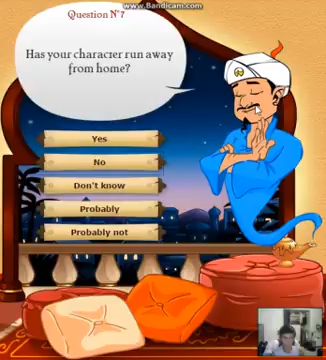 www.Bandicam.com
Question N°7
Has your character run away
from home?
Yes
No
Don't know
Probably
Probably not